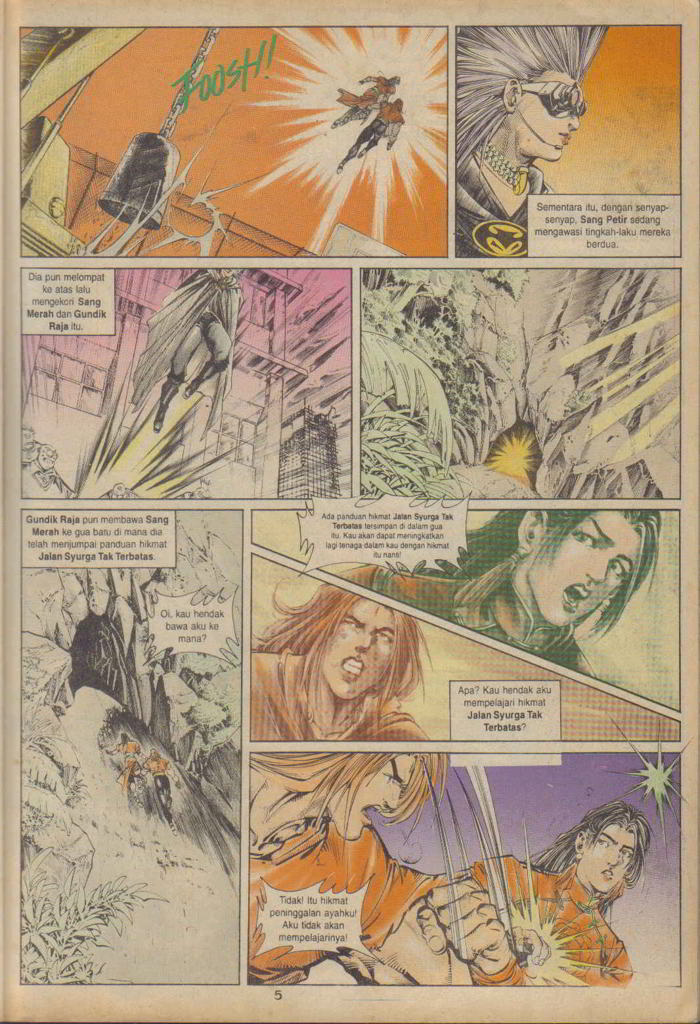 FOOSH!!
Sementara itu, dengan senyap-
senyap, Sang Petir sedang
mengawasi tingkah-laku mereka
berdua.
Dia pun melompat
ke atas lalu
mengekori Sang
Merah dan Gundik
Raja itu.
Gundik Raja pun membawa Sang
Merah ke gua batu di mana dia
telah menjumpai panduan hikmat
Jalan Syurga Tak Terbatas.
Oi, kau hendak
bawa aku ke
mana?
Ada panduan hikmat Jalan Syurga Tak
Terbatas tersimpan di dalam gua
itu. Kau akan dapat meningkatkan
lagi tenaga dalam kau dengan hikmat
itu nanti!
Apa? Kau hendak aku
mempelajari hikmat
Jalan Syurga Tak
Terbatas?
Tidak! Itu hikmat
peninggalan ayahku!
Aku tidak akan
mempelajarinya!
5